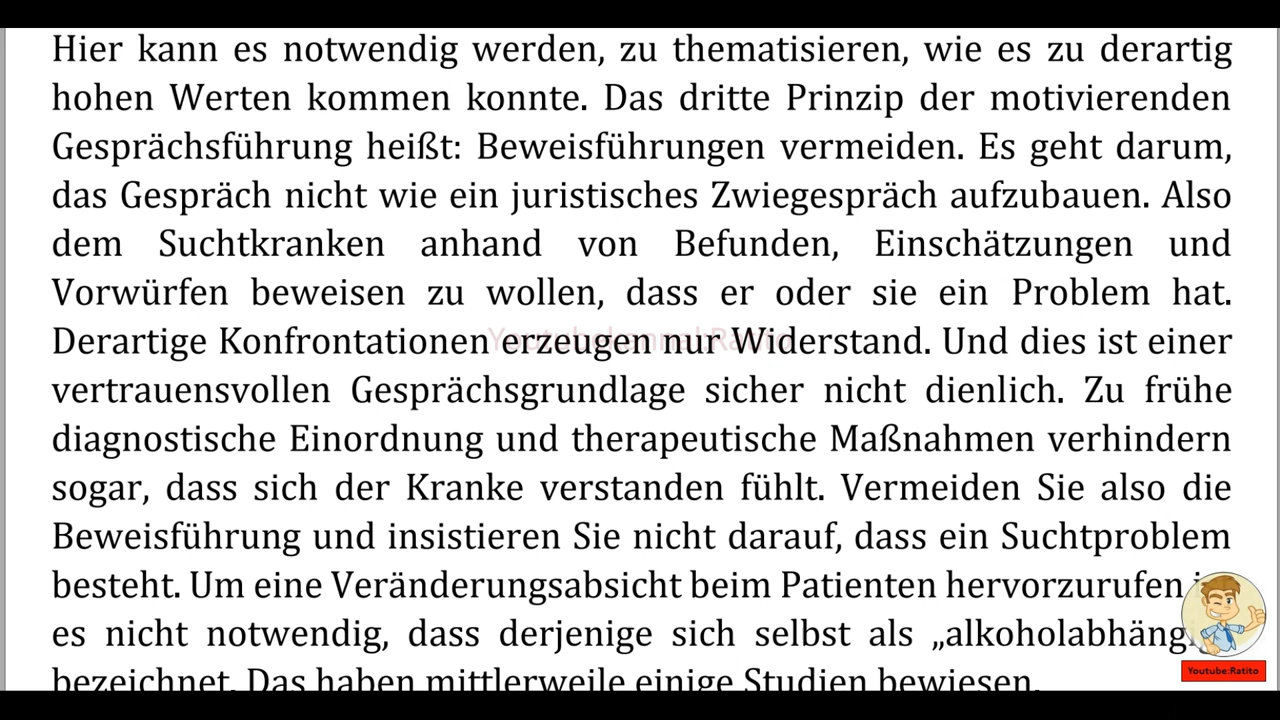 Hier kann es notwendig werden, zu thematisieren, wie es zu derartig
hohen Werten kommen konnte. Das dritte Prinzip der motivierenden
Gesprächsführung heißt: Beweisführungen vermeiden. Es geht darum,
das Gespräch nicht wie ein juristisches Zwiegespräch aufzubauen. Also
dem Suchtkranken anhand von Befunden, Einschätzungen und
Vorwürfen beweisen zu wollen, dass er oder sie ein Problem hat.
Derartige Konfrontationen erzeugen nur Widerstand. Und dies ist einer
vertrauensvollen Gesprächsgrundlage sicher nicht dienlich. Zu frühe
diagnostische Einordnung und therapeutische Maßnahmen verhindern
sogar, dass sich der Kranke verstanden fühlt. Vermeiden Sie also die
Beweisführung und insistieren Sie nicht darauf, dass ein Suchtproblem
besteht. Um eine Veränderungsabsicht beim Patienten hervorzurufen
es nicht notwendig, dass derjenige sich selbst als
bezeichnet. Das haben mittlerweile einige Studien bewiesen.
Youtube:Ratito